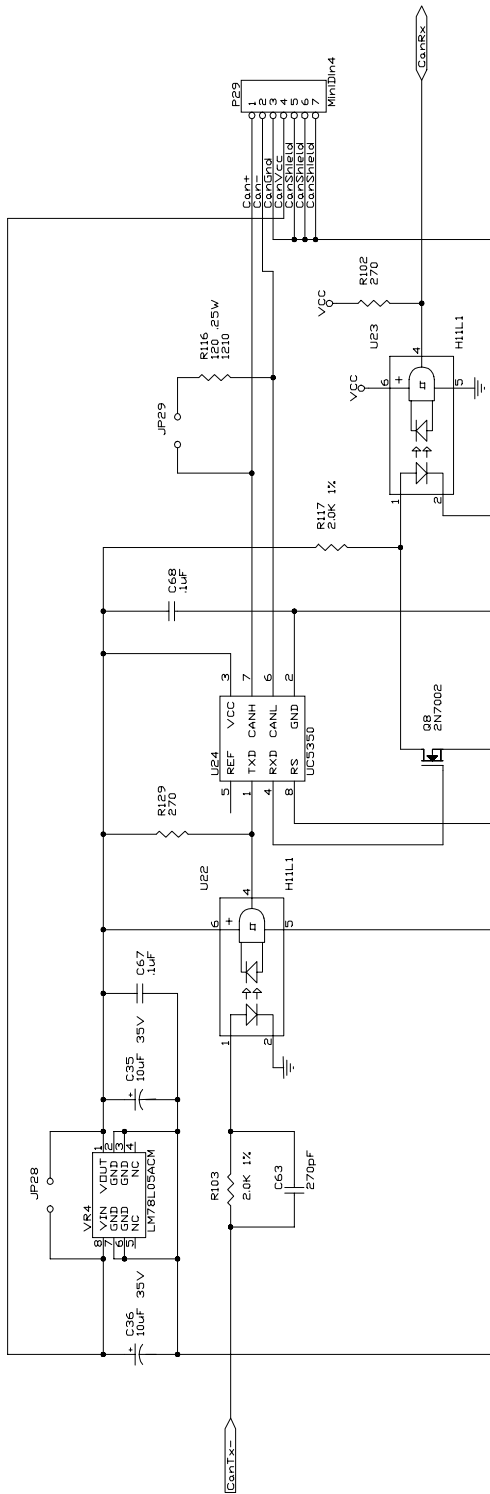 JP28
VR4
8
VIN
VOUT
1
7
GND
GND
2
6
GND
GND
3
5
NC
NC
4
LM78L05ACM
C36
10uF 35V
C35
10uF 35V
C67
.1uF
CanTx-
R103
2.0K 1%
C63
270pF
U22
1
2
6
+
4
5
H11L1
R129
270
U24
5
REF
VCC
3
1
TXD
CANH
7
4
RXD
CANL
6
8
RS
GND
2
UC5350
C68
.1uF
Q8
2N7002
R117
2.0K 1%
JP29
R116
120 .25W
1210
U23
VCC
1
2
6
+
4
5
H11L1
VCC
R102
270
Can+
Can-
CanGnd
CanVcc
CanShield
CanShield
CanShield
P29
1
2
3
4
5
6
7
MiniDin4
CanRx